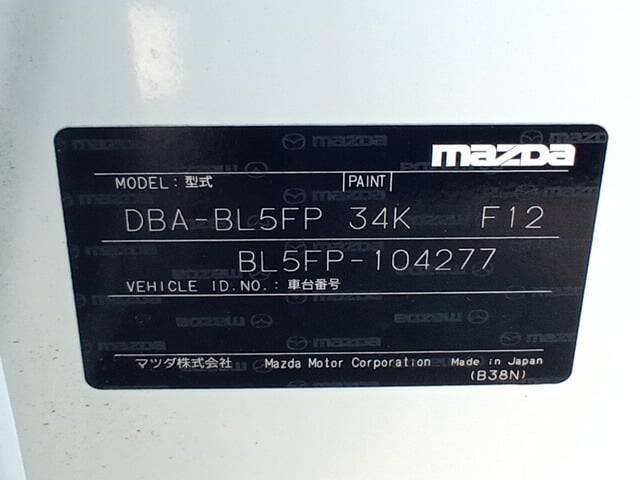 mazda
MODEL:型式 PAINT
DBA-BL5FP 34K F12
BL5FP-104277
VEHICLE ID.NO.:車台番号
マツダ株式会社 Mazda Motor Corporation Made in Japan
(B38N)